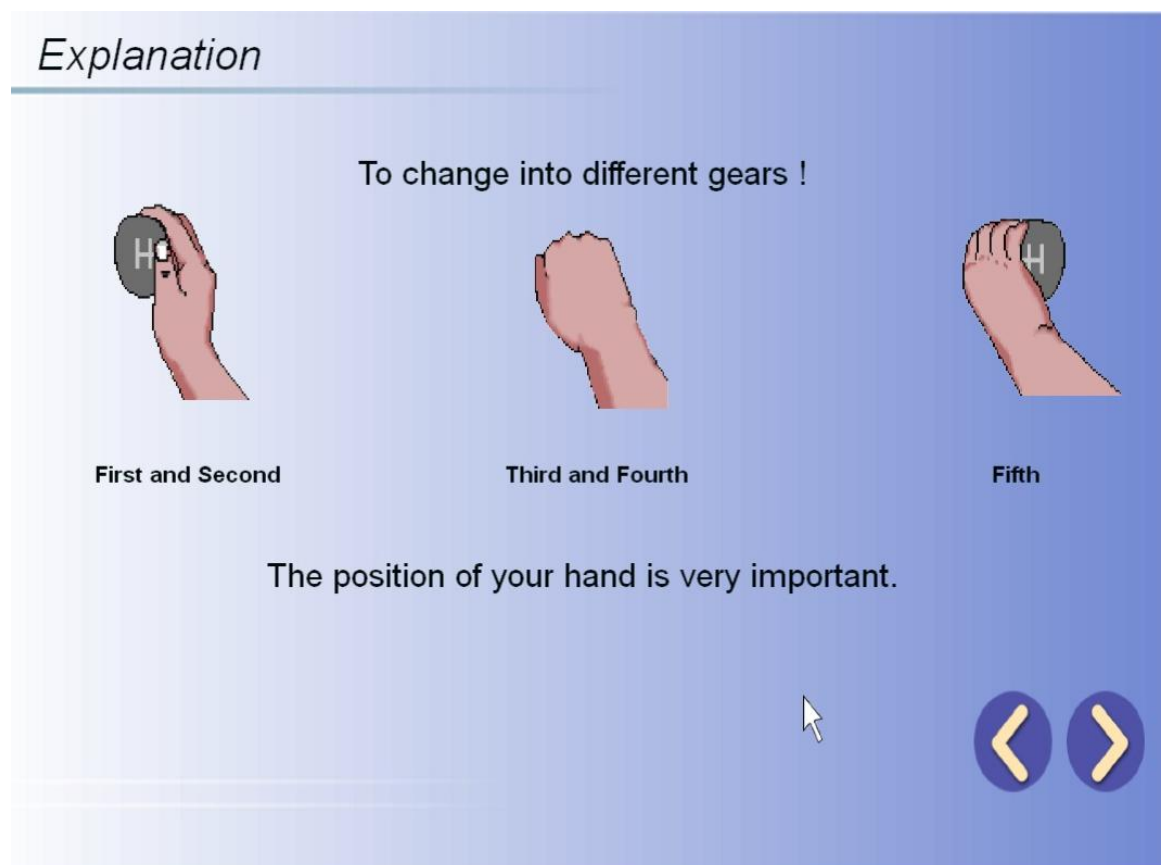 Explanation
To change into different gears !
H
H
First and Second
Third and Fourth
Fifth
The position of your hand is very important.